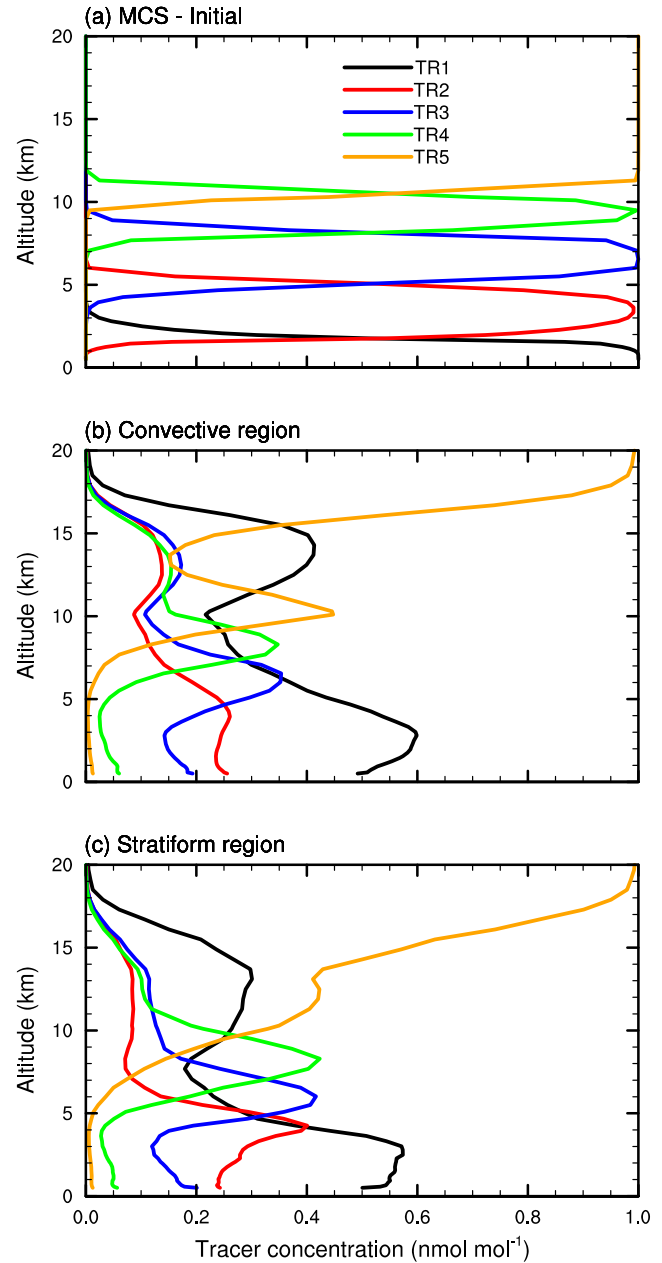 (a) MCS - Initial
20
15
10
5
0
Altitude (km)
TR1
TR2
TR3
TR4
TR5
(b) Convective region
20
15
10
5
0
Altitude (km)
(c) Stratiform region
20
15
10
5
0
Altitude (km)
0.0 0.2 0.4 0.6 0.8 1.0
Tracer concentration (nmol mol⁻¹)